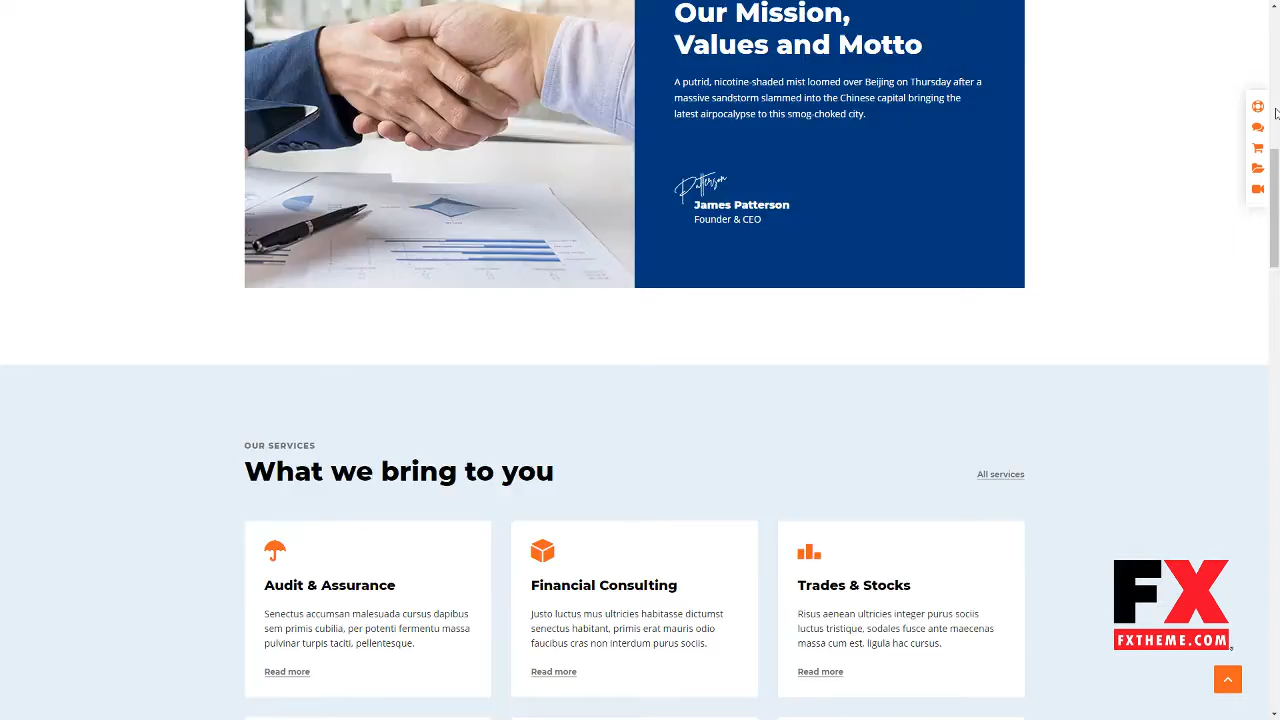 Our Mission,
Values and Motto
A putrid, nicotine-shaded mist loomed over Beijing on Thursday after a
massive sandstorm slammed into the Chinese capital bringing the
latest airpocalypse to this smog-choked city.
Patterson
James Patterson
Founder & CEO
OUR SERVICES
What we bring to you
All services
Audit & Assurance
Senectus accumsan malesuada cursus dapibus
sem primis cubilia, per potenti fermentu massa
pulvinar turpis taciti, pellentesque.
Read more
Financial Consulting
Justo luctus mus ultricies habitasse dictumst
senectus habitant, primis erat mauris odio
faucibus cras non interdum purus sociis.
Read more
Trades & Stocks
Risus aenean ultricies integer purus sociis
luctus tristique, sodales fusce ante maecenas
massa cum est, ligula hac cursus.
Read more
FX
FXTHEME.COM